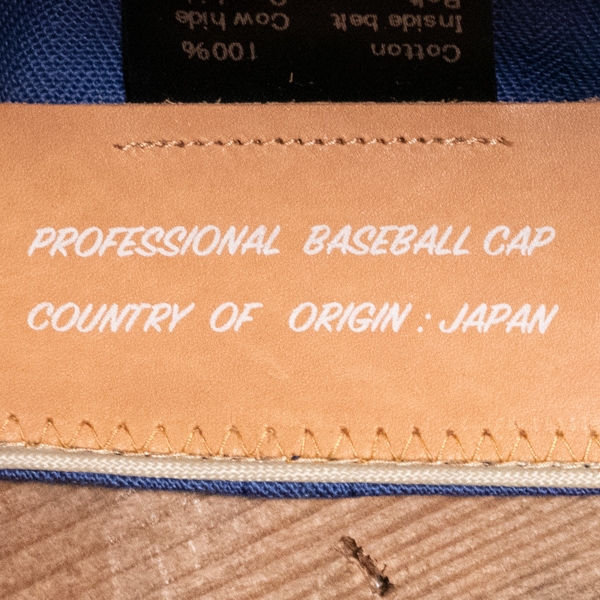 Cotton 100%
Inside belt Cow hide
PROFESSIONAL BASEBALL CAP
COUNTRY OF ORIGIN : JAPAN